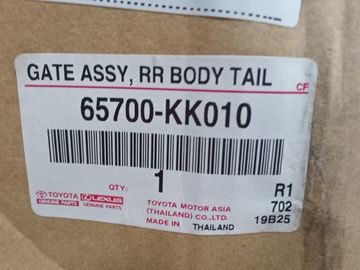 GATE ASSY, RR BODY TAIL
CF
65700-KK010
QTY: 1
R1
TOYOTA GENUINE PARTS
LEXUS GENUINE PARTS
TOYOTA MOTOR ASIA
(THAILAND) CO.,LTD.
702
MADE IN THAILAND
19B25